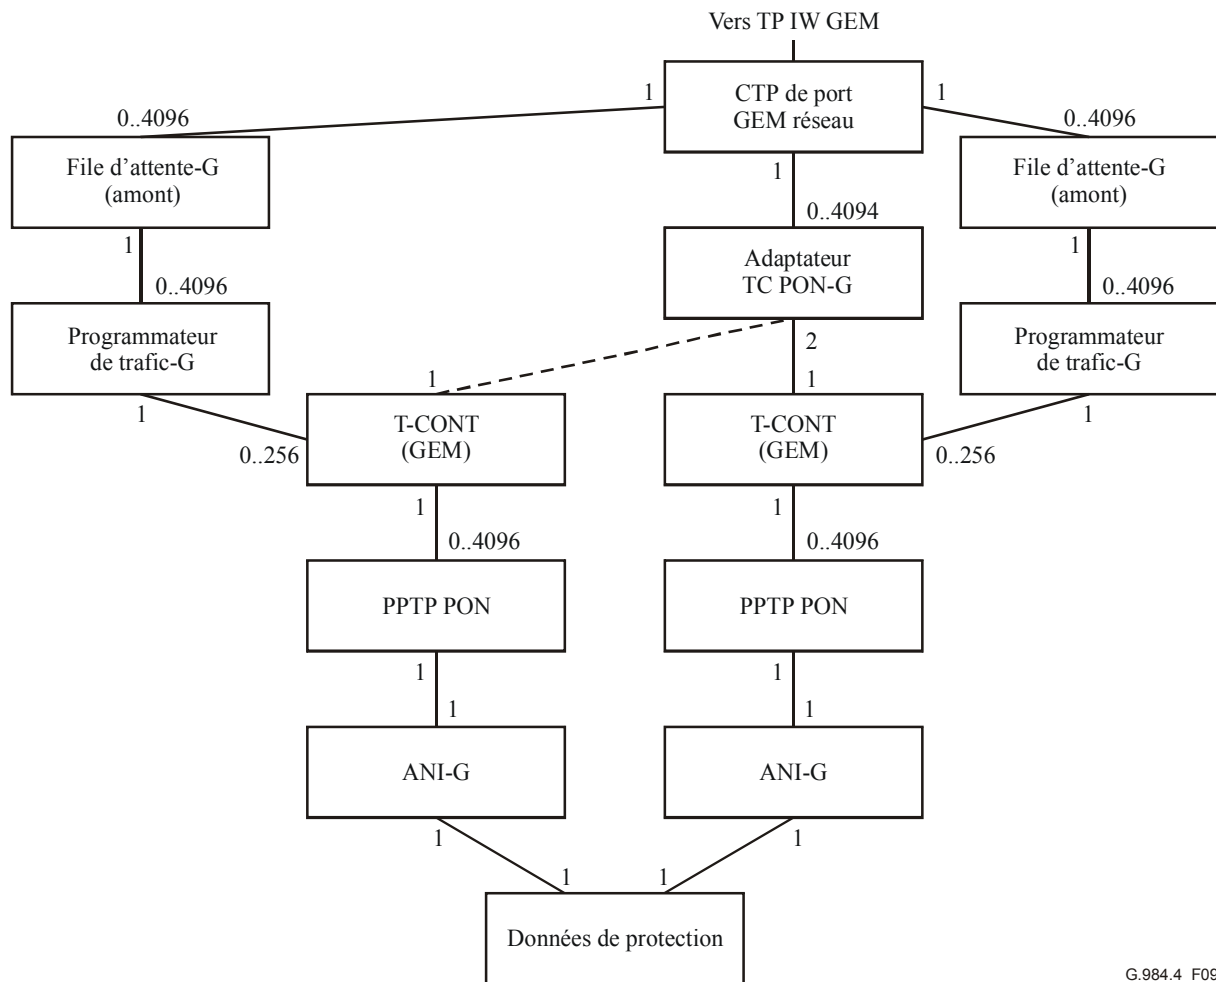 Vers TP IW GEM
1
CTP de port
GEM réseau
1
0..4096
0..4096
File d'attente-G
(amont)
1
File d'attente-G
(amont)
1
0..4094
1
0..4096
Adaptateur
TC PON-G
0..4096
Programmateur
de trafic-G
2
Programmateur
de trafic-G
1
1
1
1
0..256
T-CONT
(GEM)
T-CONT
(GEM)
0..256
1
1
0..4096
0..4096
PPTP PON
PPTP PON
1
1
1
1
ANI-G
ANI-G
1
1
1
1
Données de protection
G.984.4_F09